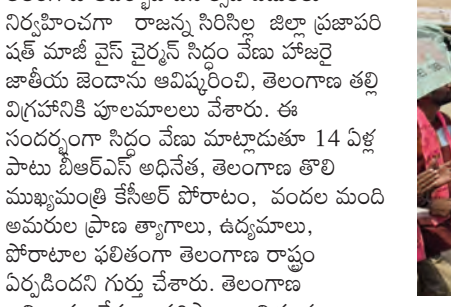 నిర్వహించగా రాజన్న సిరిసిల్ల జిల్లా ప్రజాపరి
షత్ మాజీ వైస్ చైర్మన్ సిద్దం వేణు హాజరై
జాతీయ జెండాను ఆవిష్కరించి, తెలంగాణ తల్లి
విగ్రహానికి పూలమాలలు వేశారు. ఈ
సందర్భంగా సిద్దం వేణు మాట్లాడుతూ 14 ఏళ్ల
పాటు బీఆర్ఎస్ అధినేత, తెలంగాణ తొలి
ముఖ్యమంత్రి కేసీఅర్ పోరాటం, వందల మంది
అమరుల ప్రాణ త్యాగాలు, ఉద్యమాలు,
పోరాటాల ఫలితంగా తెలంగాణ రాష్ట్రం
ఏర్పడిందని గుర్తు చేశారు. తెలంగాణ